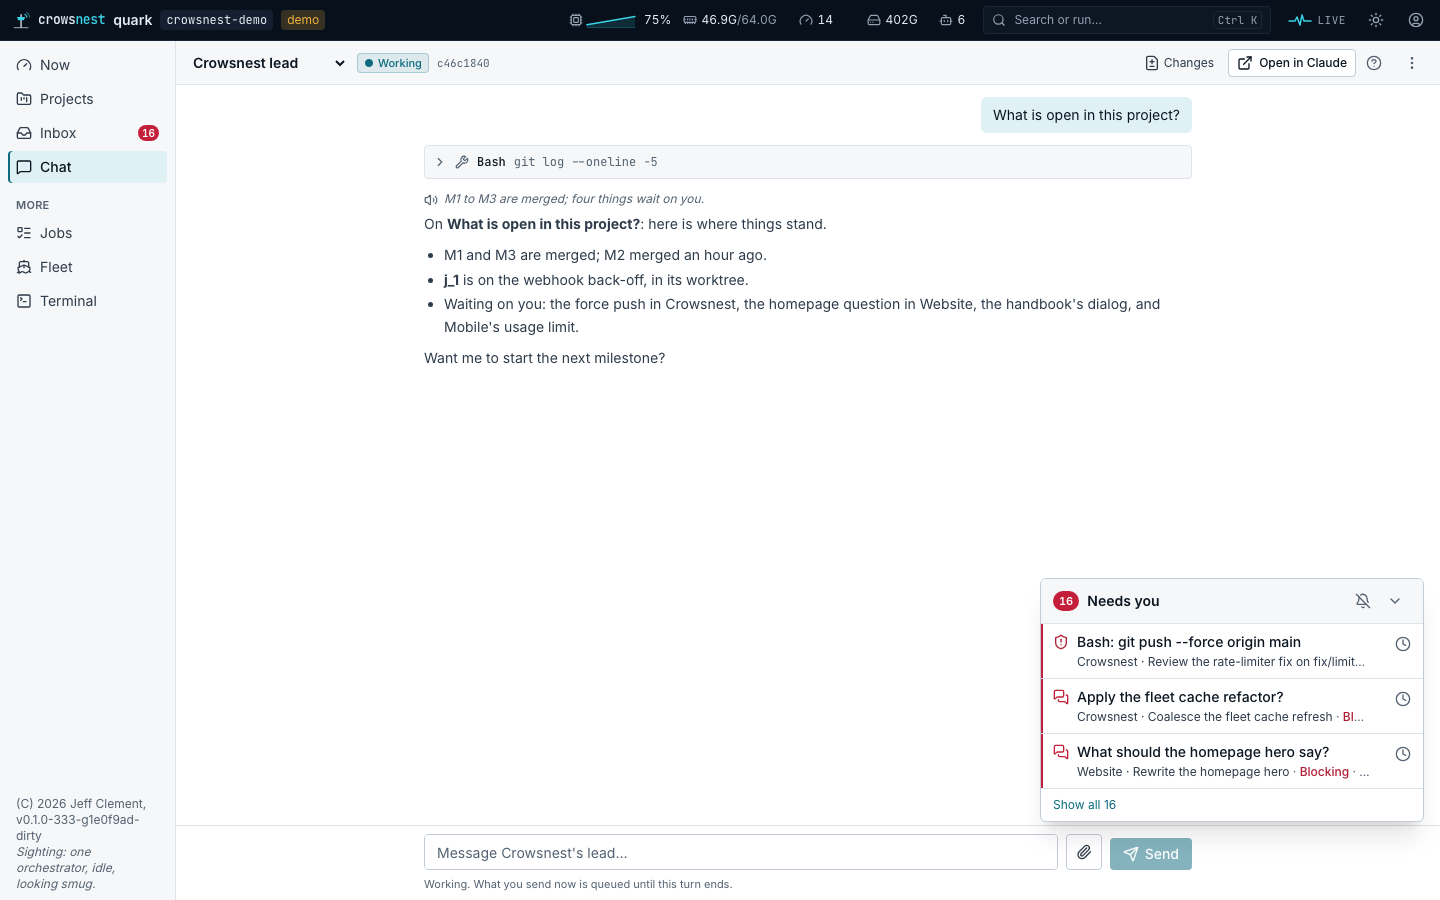 crowsnest quark crowsnest-demo demo 75% 46.9G/64.0G 14 402G 6 Search or run... Ctrl K LIVE
Now
Projects
Inbox 16
Chat
MORE
Jobs
Fleet
Terminal
(C) 2026 Jeff Clement,
v0.1.0-333-g1e0f9ad-
dirty
Sighting: one
orchestrator, idle,
looking smug.
Crowsnest lead Working c46c1840 Changes Open in Claude
What is open in this project?
Bash git log --oneline -5
M1 to M3 are merged; four things wait on you.
On What is open in this project?: here is where things stand.
• M1 and M3 are merged; M2 merged an hour ago.
• j_1 is on the webhook back-off, in its worktree.
• Waiting on you: the force push in Crowsnest, the homepage question in Website, the handbook's dialog, and
Mobile's usage limit.
Want me to start the next milestone?
16 Needs you
Bash: git push --force origin main
Crowsnest · Review the rate-limiter fix on fix/limit...
Apply the fleet cache refactor?
Crowsnest · Coalesce the fleet cache refresh · Bl...
What should the homepage hero say?
Website · Rewrite the homepage hero · Blocking · ...
Show all 16
Message Crowsnest's lead... Send
Working. What you send now is queued until this turn ends.